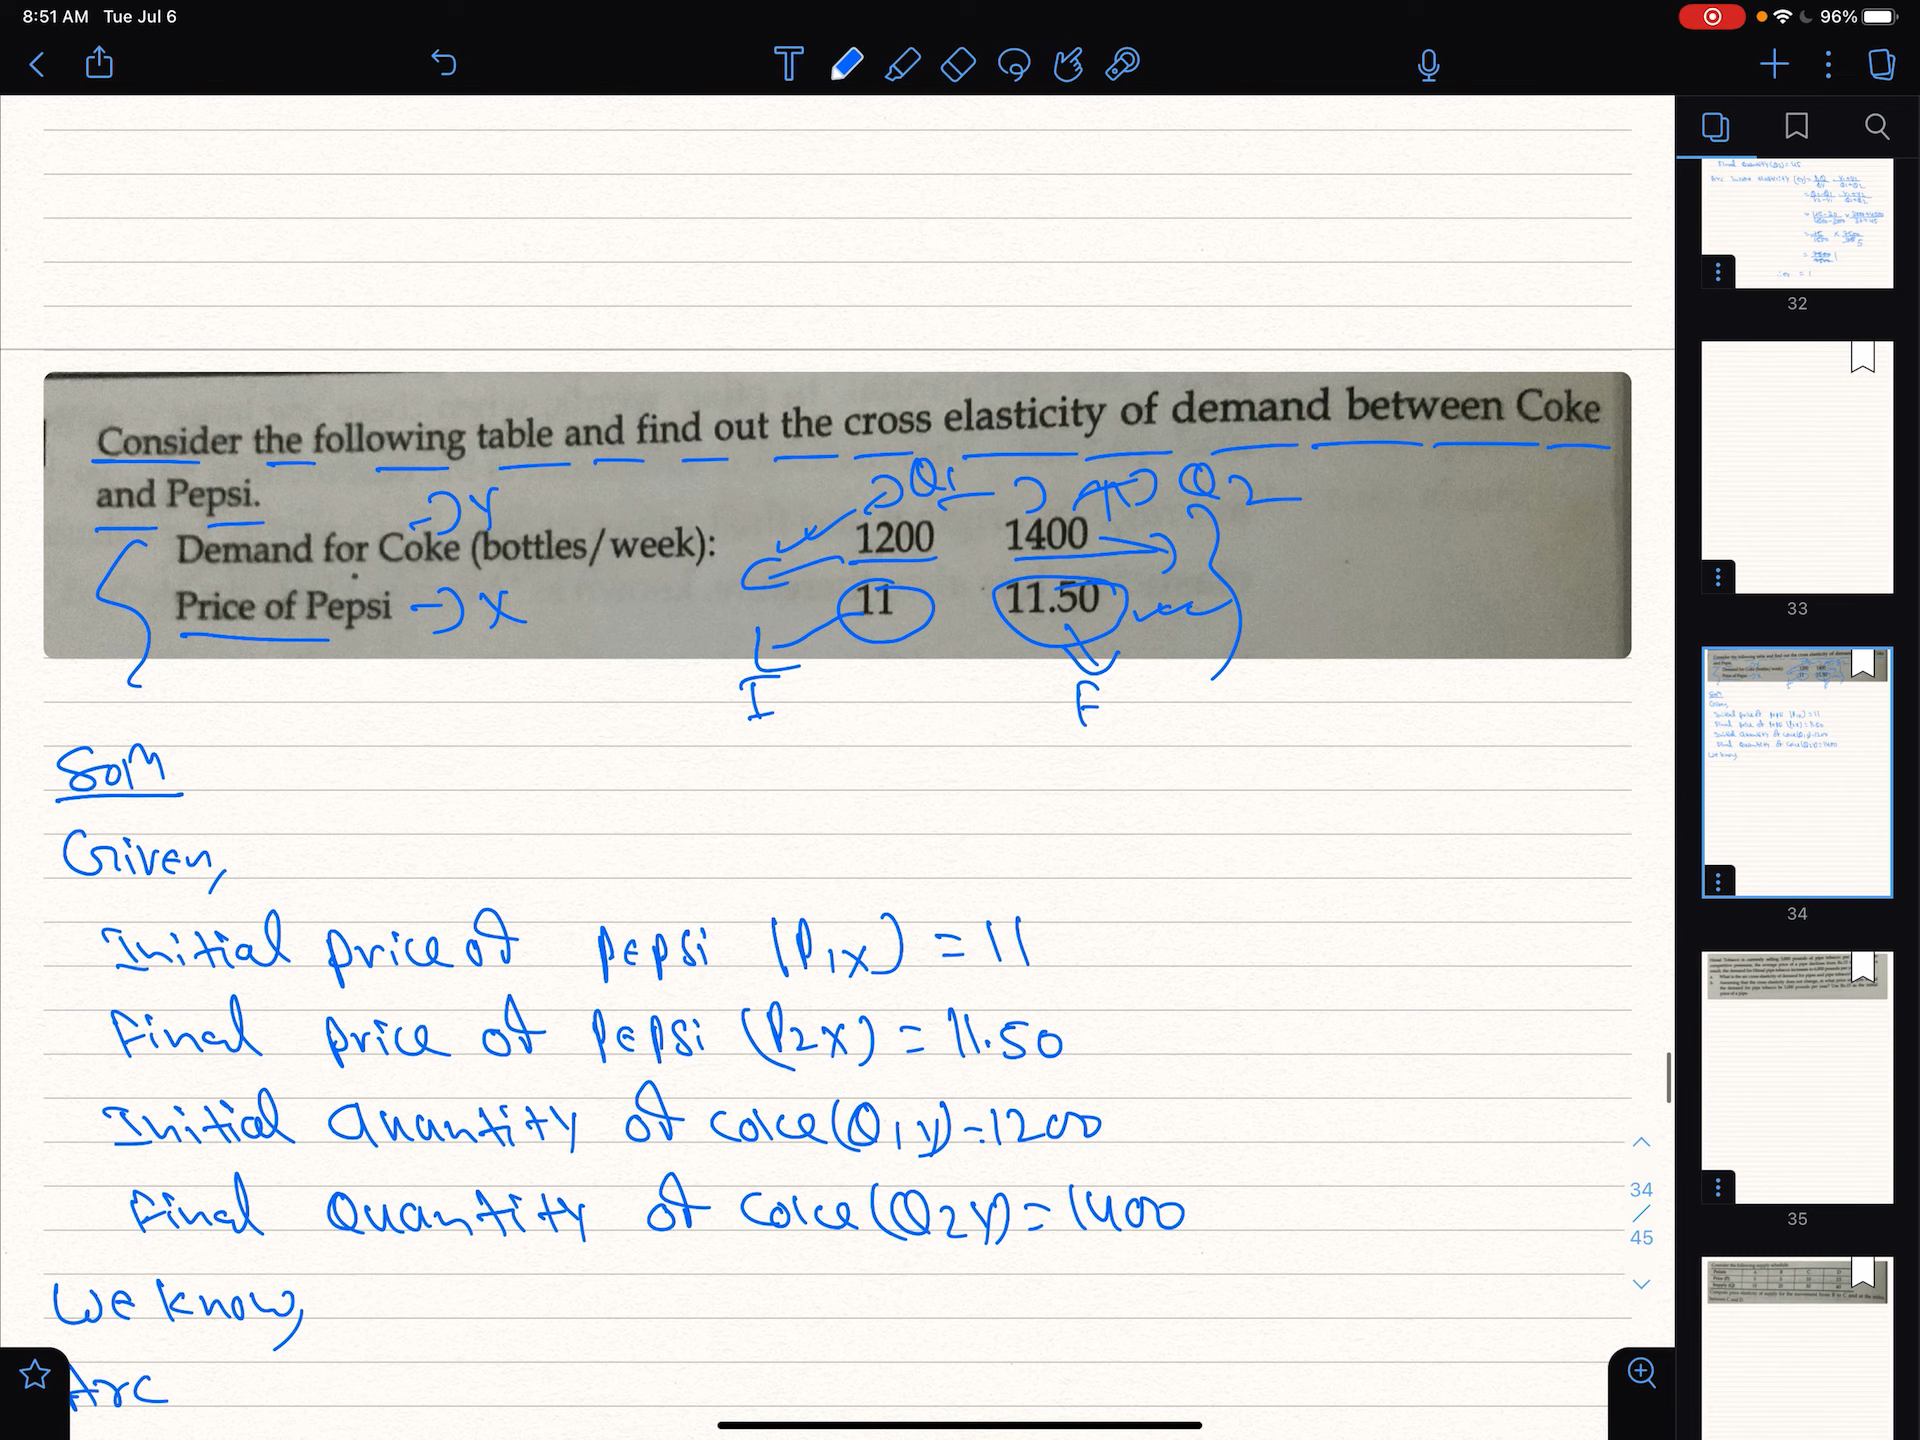 8:51 AM Tue Jul 6
96%
Consider the following table and find out the cross elasticity of demand between Coke
and Pepsi.
→ Y
→ Q1
→ Q2
Demand for Coke (bottles/week): 1200 1400
Price of Pepsi → X 11 11.50
I F
Soln
Given,
Initial price of pepsi (P1X) = 11
Final price of pepsi (P2X) = 11.50
Initial Quantity of coke (Q1Y) = 1200
Final Quantity of coke (Q2Y) = 1400
We know,
Arc
32
33
34
35
34
/
45